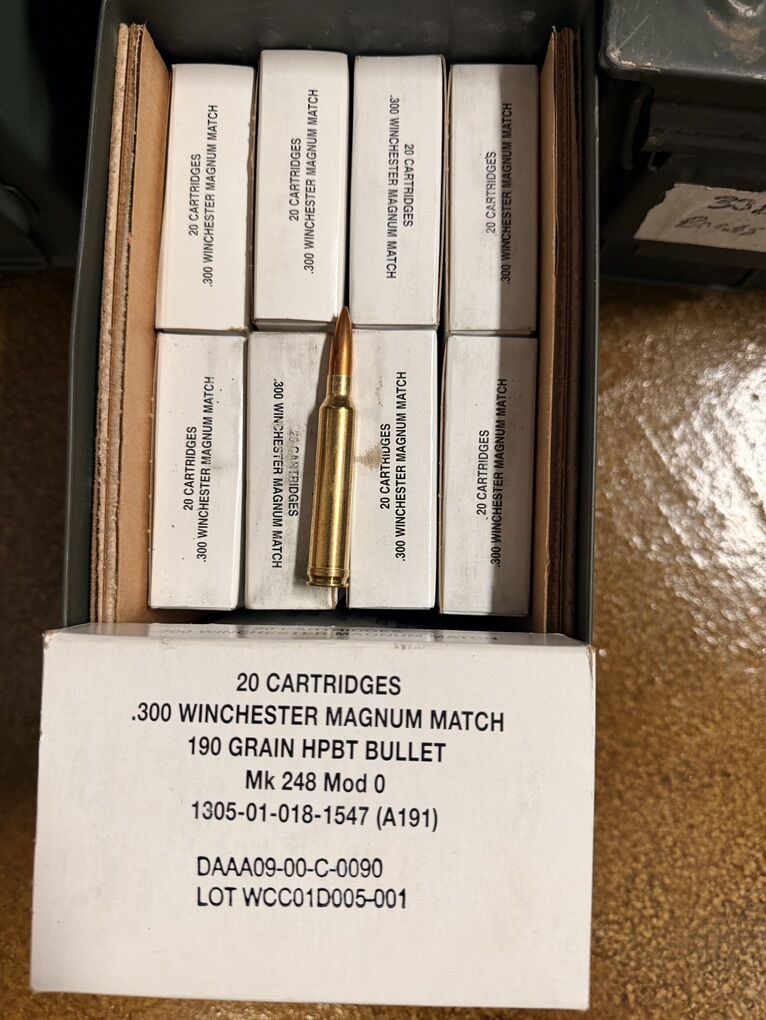 20 CARTRIDGES
.300 WINCHESTER MAGNUM MATCH
20 CARTRIDGES
.300 WINCHESTER MAGNUM MATCH
20 CARTRIDGES
.300 WINCHESTER MAGNUM MATCH
20 CARTRIDGES
.300 WINCHESTER MAGNUM MATCH
20 CARTRIDGES
.300 WINCHESTER MAGNUM MATCH
20 CARTRIDGES
.300 WINCHESTER MAGNUM MATCH
20 CARTRIDGES
.300 WINCHESTER MAGNUM MATCH
20 CARTRIDGES
.300 WINCHESTER MAGNUM MATCH
.300 WINCHESTER MAGNUM MATCH
20 CARTRIDGES
.300 WINCHESTER MAGNUM MATCH
190 GRAIN HPBT BULLET
Mk 248 Mod 0
1305-01-018-1547 (A191)
DAAA09-00-C-0090
LOT WCC01D005-001